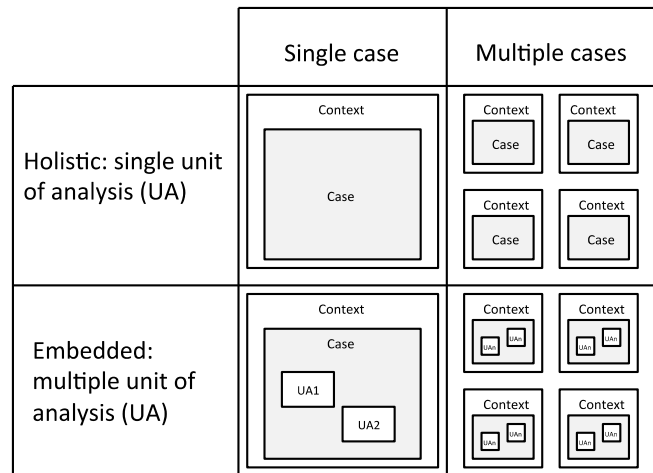 Single case
Multiple cases
Holistic: single unit
of analysis (UA)
Context
Case
Context
Context
Case
Case
Context
Context
Case
Case
Embedded:
multiple unit of
analysis (UA)
Context
Case
UA1
UA2
Context
Context
UAn
UAn
UAn
UAn
Context
Context
UAn
UAn
UAn
UAn